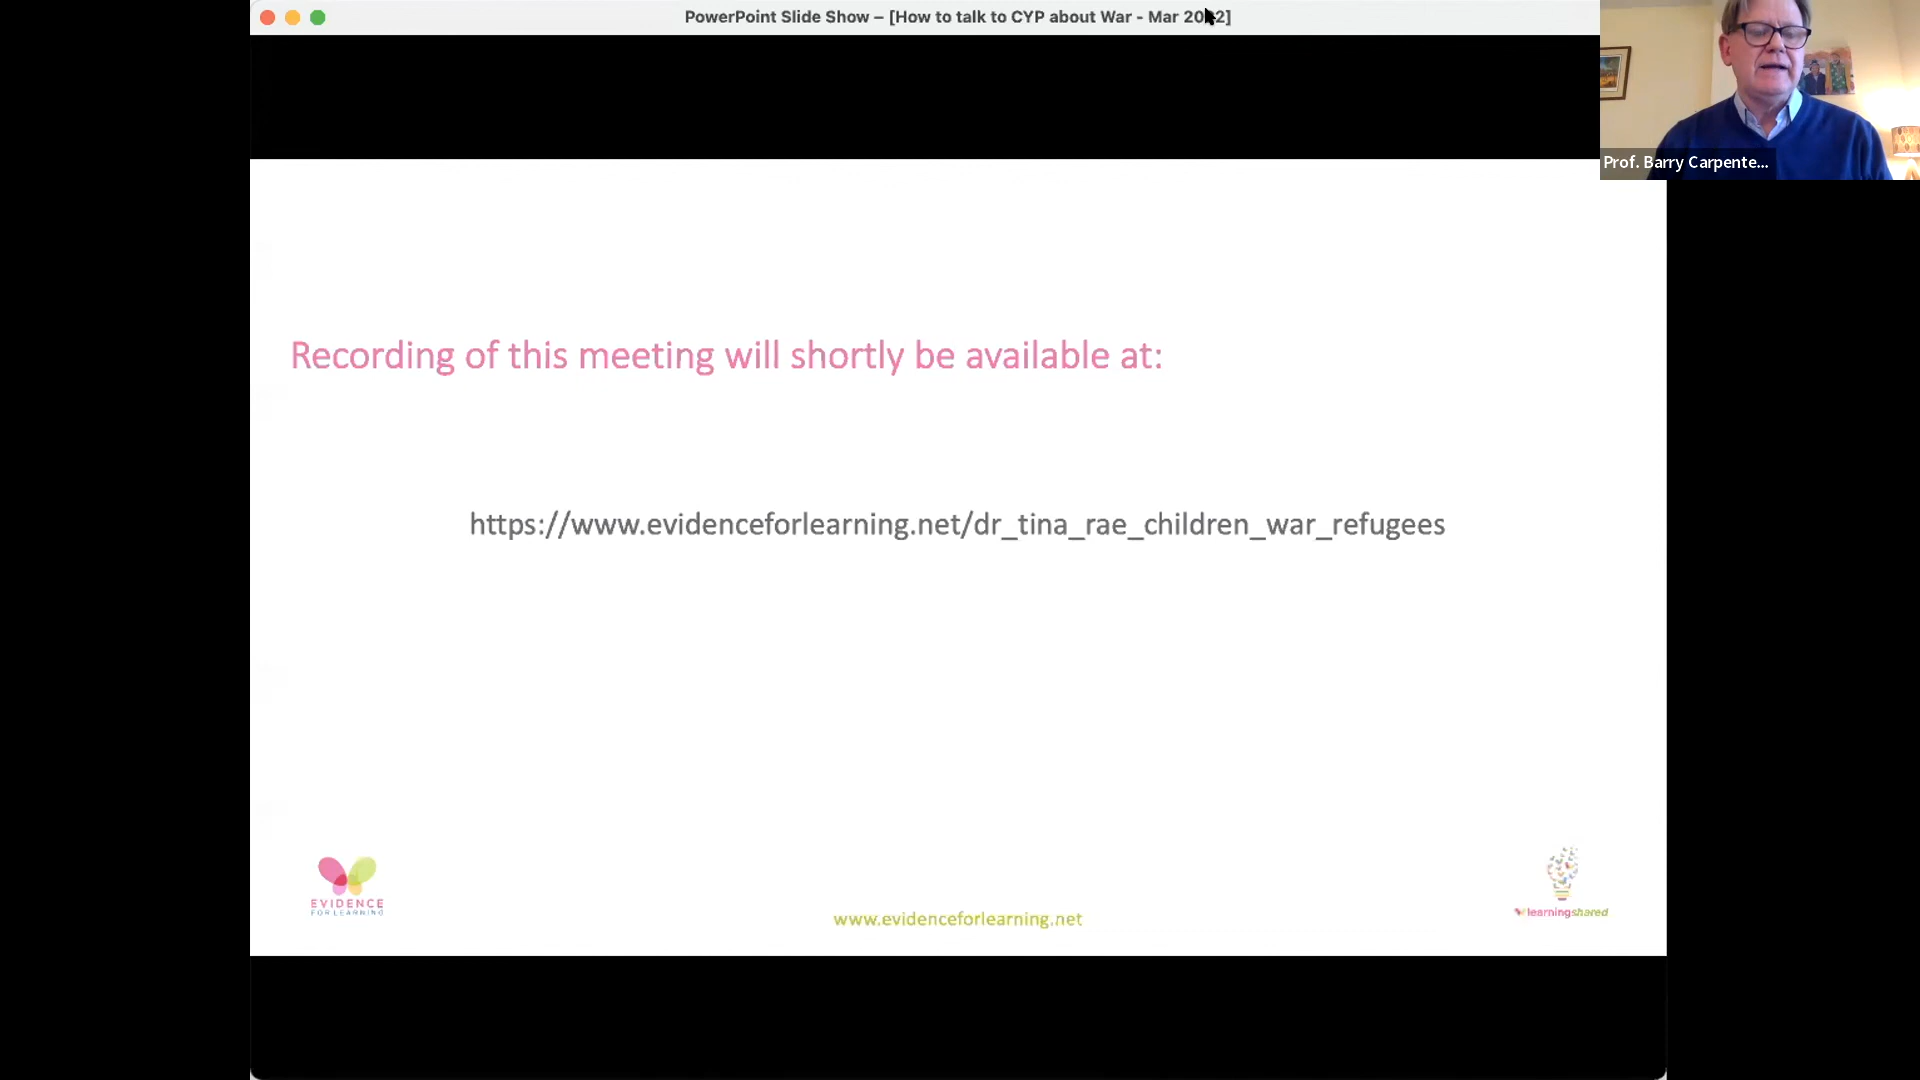 PowerPoint Slide Show – [How to talk to CYP about War - Mar 2022]
Prof. Barry Carpente...
Recording of this meeting will shortly be available at:
https://www.evidenceforlearning.net/dr_tina_rae_children_war_refugees
EVIDENCE
FOR LEARNING
www.evidenceforlearning.net
learningshared